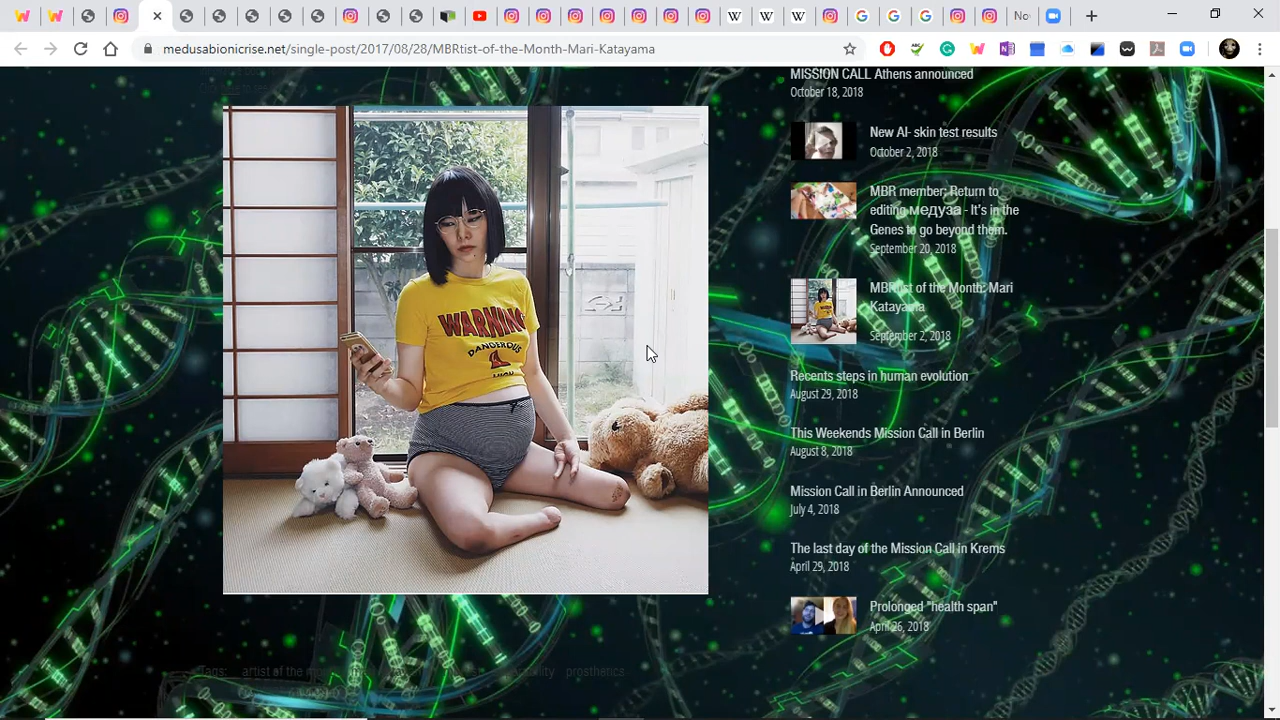 No
medusabionicrise.net/single-post/2017/08/28/MBRtist-of-the-Month-Mari-Katayama
WARNING
DANGEROUS
MISSION CALL Athens announced
October 18, 2018
New AI- skin test results
October 2, 2018
MBR member: Return to
editing медуза - It's in the
Genes to go beyond them.
September 20, 2018
MBRtist of the Month: Mari
Katayama
September 2, 2018
Recents steps in human evolution
August 29, 2018
This Weekends Mission Call in Berlin
August 8, 2018
Mission Call in Berlin Announced
July 4, 2018
The last day of the Mission Call in Krems
April 29, 2018
Prolonged "health span"
April 26, 2018
Tags: artist of the prosthetics